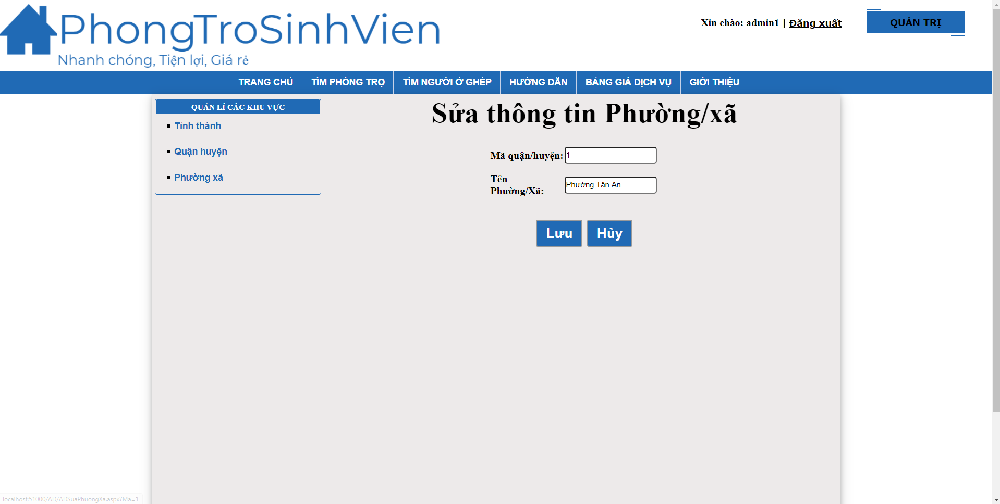 PhongTroSinhVien
Nhanh chóng, Tiện lợi, Giá rẻ
Xin chào: admin1 | Đăng xuất
QUẢN TRỊ
TRANG CHỦ
TÌM PHÒNG TRỌ
TÌM NGƯỜI Ở GHÉP
HƯỚNG DẪN
BẢNG GIÁ DỊCH VỤ
GIỚI THIỆU
QUẢN LÍ CÁC KHU VỰC
Tỉnh thành
Quận huyện
Phường xã
Sửa thông tin Phường/xã
Mã quận/huyện: 1
Tên
Phường/Xã: Phường Tân An
Lưu
Hủy
localhost:51000/AD/ADSuaPhuongXa.aspx?Ma=1